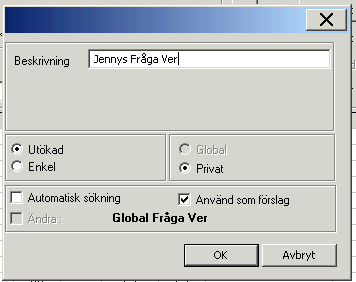 Beskrivning Jennys Fråga Ver
Utökad
Global
Enkel
Privat
Automatisk sökning
Använd som förslag
Ändra :
Global Fråga Ver
OK
Avbryt